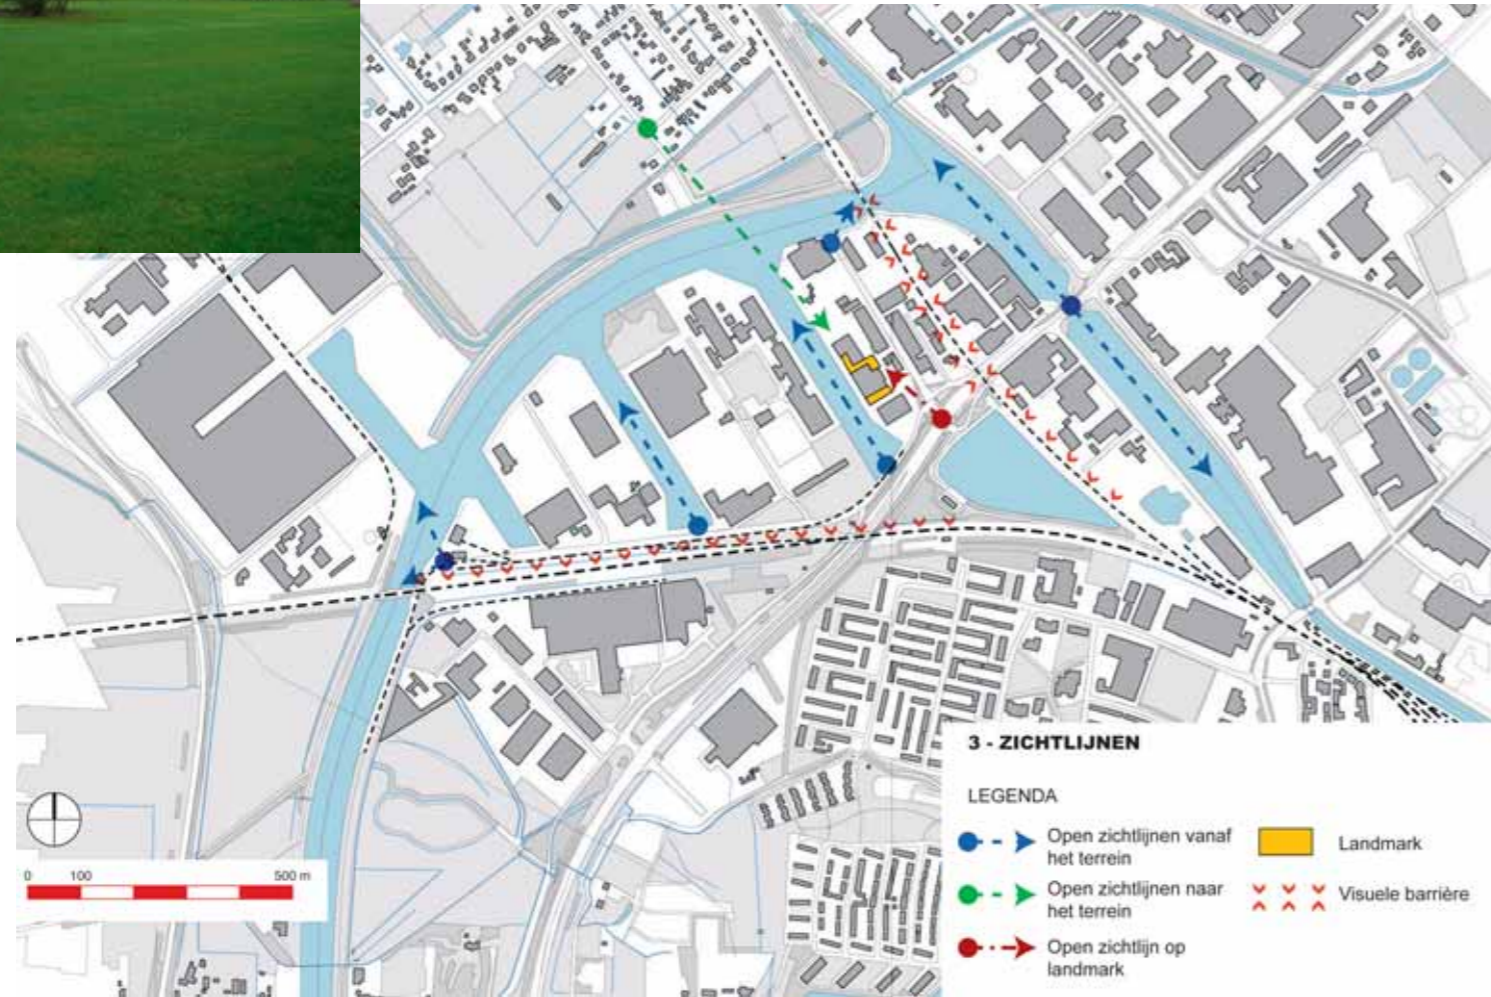 3 - ZICHTLIJNEN
LEGENDA
Open zichtlijnen vanaf
het terrein
Open zichtlijnen naar
het terrein
Open zichtlijn op
landmark
Landmark
Visuele barrière
0 100 500 m